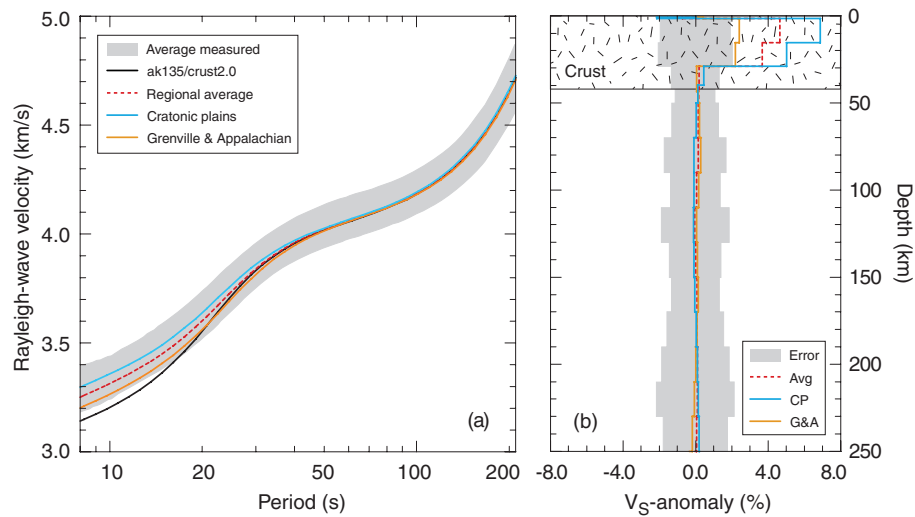 5.0
4.5
4.0
3.5
3.0
Rayleigh-wave velocity (km/s)
Average measured
ak135/crust2.0
Regional average
Cratonic plains
Grenville & Appalachian
(a)
10
20
50
100
200
Period (s)
Crust
0
50
100
150
200
250
Depth (km)
Error
Avg
CP
G&A
(b)
-8.0
-4.0
0.0
4.0
8.0
VS-anomaly (%)